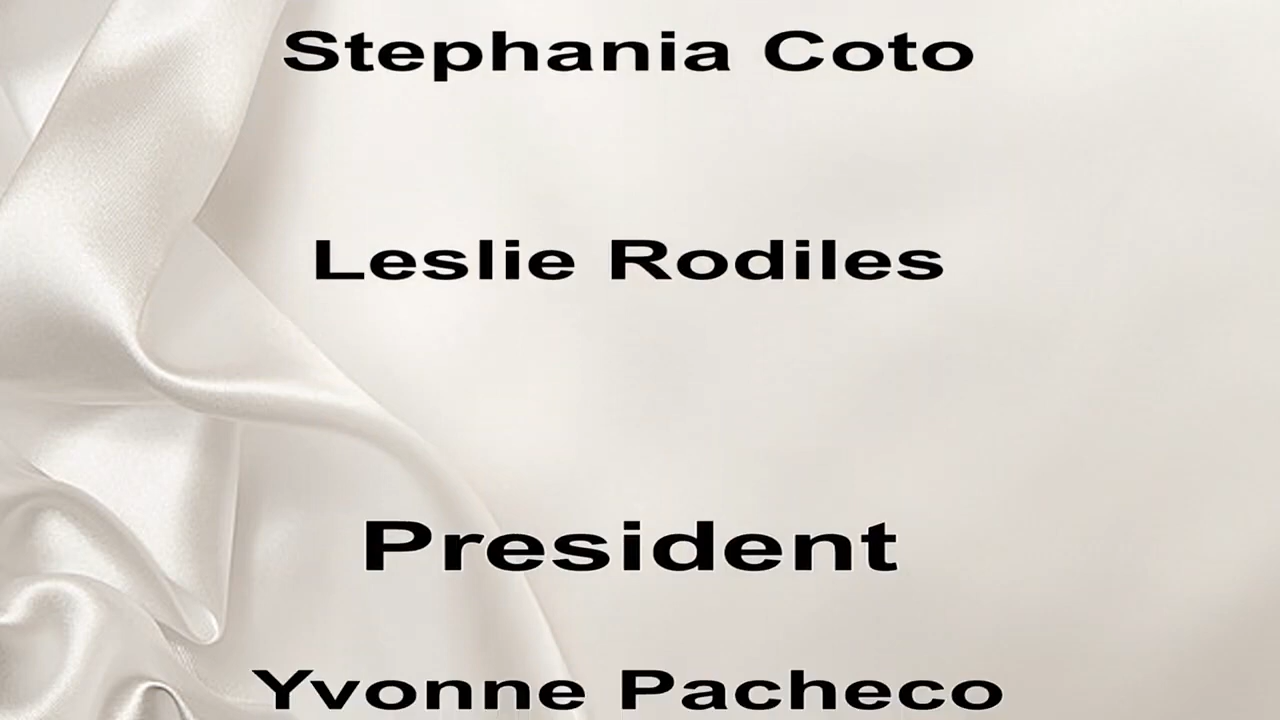 Stephania Coto
Leslie Rodiles
President
Yvonne Pacheco